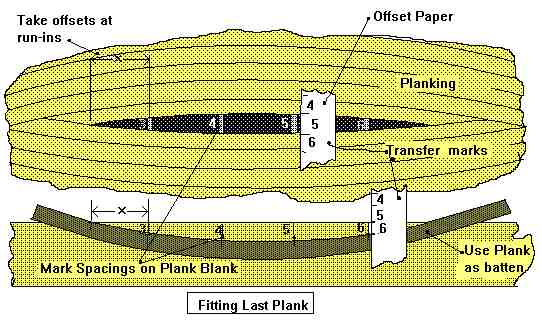 Take offsets at
run-ins
Offset Paper
x
Planking
3
4
5
6
4
5
6
Transfer marks
x
3
4
5
6
4
5
6
Mark Spacings on Plank Blank
Use Plank
as batten
Fitting Last Plank